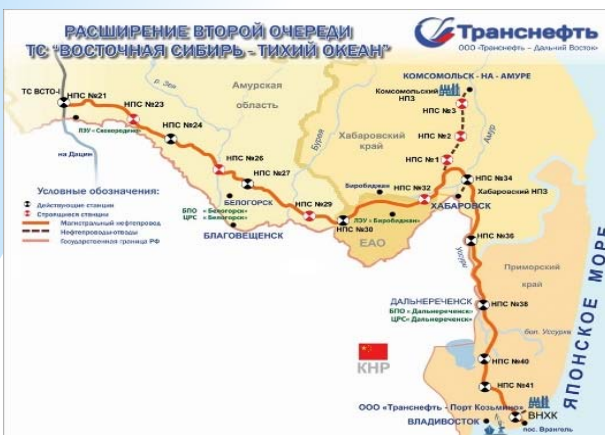 РАСШИРЕНИЕ ВТОРОЙ ОЧЕРЕДИ
ТС "ВОСТОЧНАЯ СИБИРЬ - ТИХИЙ ОКЕАН"
Транснефть
ООО «Транснефть – Дальний Восток»
КОМСОМОЛЬСК - НА - АМУРЕ
Комсомольский
НПЗ
ТС ВСТО-I
НПС №21
НПС №23
р. Зея
Амурская
область
НПС №3
ЛЭУ «Сковородино»
НПС №24
Бурея
Хабаровский
край
НПС №2
Амур
на Дацин
НПС №26
НПС №1
НПС №27
НПС №34
Условные обозначения:
Действующие станции
Строящиеся станции
Магистральный нефтепровод
Нефтепроводы-отводы
Государственная граница РФ
БЕЛОГОРСК
НПС №29
Биробиджан
НПС №32
Хабаровский НПЗ
БПО « Белогорск»
ЦРС « Белогорск»
ЛЭУ « Биробиджан»
ХАБАРОВСК
БЛАГОВЕЩЕНСК
НПС №30
ЕАО
НПС №36
Уссури
Приморский
край
ДАЛЬНЕРЕЧЕНСК
БПО « Дальнереченск»
ЦРС« Дальнереченск»
НПС №38
бол. Уссурка
ЯПОНСКОЕ МОРЕ
КНР
НПС №40
НПС №41
ООО «Транснефть - Порт Козьмино»
ВНХК
ВЛАДИВОСТОК
пос. Врангель